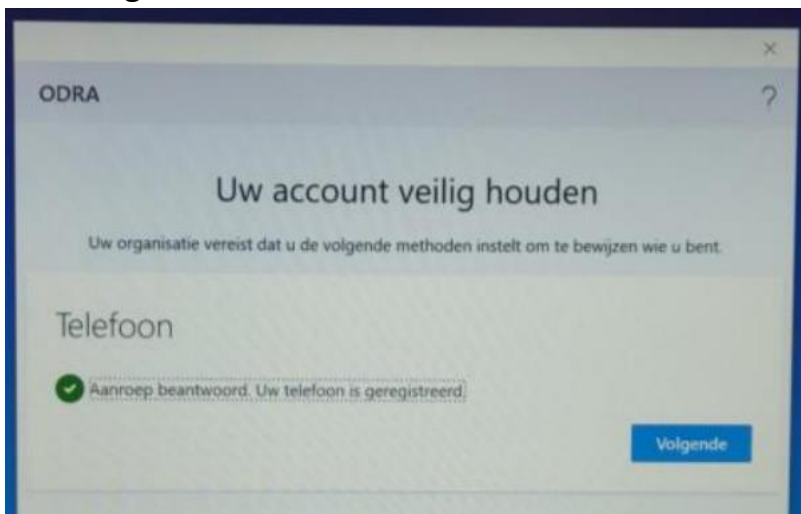 ODRA
?
Uw account veilig houden
Uw organisatie vereist dat u de volgende methoden instelt om te bewijzen wie u bent.
Telefoon
Aanroep beantwoord. Uw telefoon is geregistreerd.
Volgende